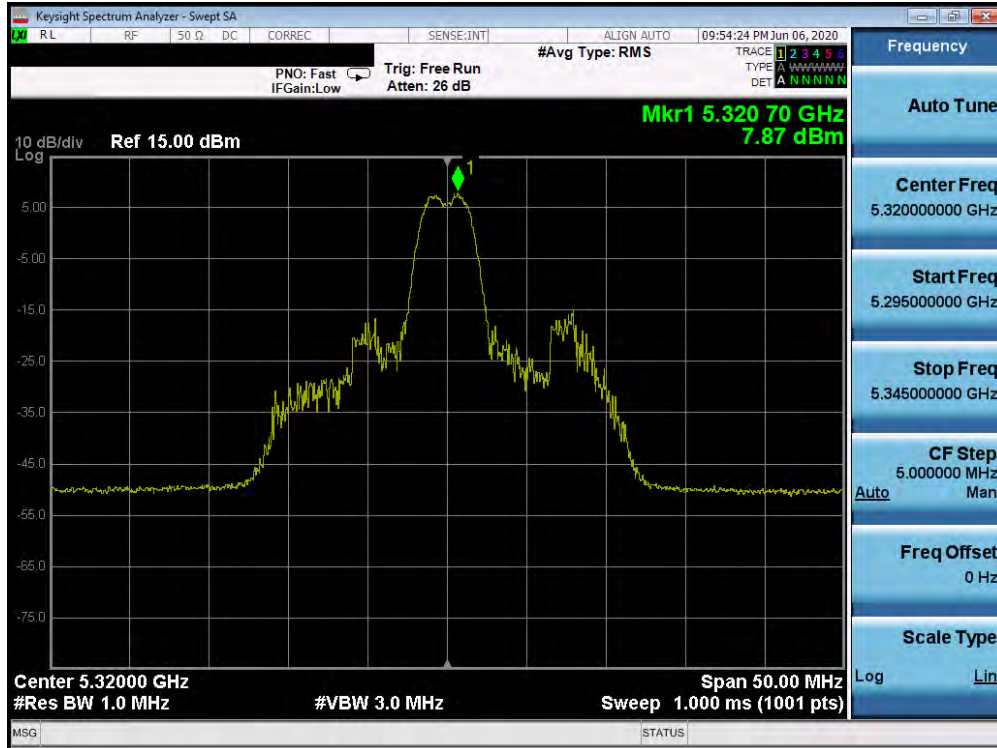 Keysight Spectrum Analyzer - Swept SA
LXI RL RF 50 Ω DC CORREC SENSE:INT ALIGN AUTO 09:54:24 PM Jun 06, 2020
PNO: Fast
IFGain:Low
Trig: Free Run
Atten: 26 dB
#Avg Type: RMS
TRACE 1 2 3 4 5 6
TYPE A WWWWW
DET A N N N N N
Mkr1 5.320 70 GHz
7.87 dBm
10 dB/div Ref 15.00 dBm
Log
1
5.00
-5.00
-15.0
-25.0
-35.0
-45.0
-55.0
-65.0
-75.0
Center 5.32000 GHz Span 50.00 MHz
#Res BW 1.0 MHz #VBW 3.0 MHz Sweep 1.000 ms (1001 pts)
MSG STATUS
Frequency
Auto Tune
Center Freq
5.320000000 GHz
Start Freq
5.295000000 GHz
Stop Freq
5.345000000 GHz
CF Step
5.000000 MHz
Auto Man
Freq Offset
0 Hz
Scale Type
Log Lin